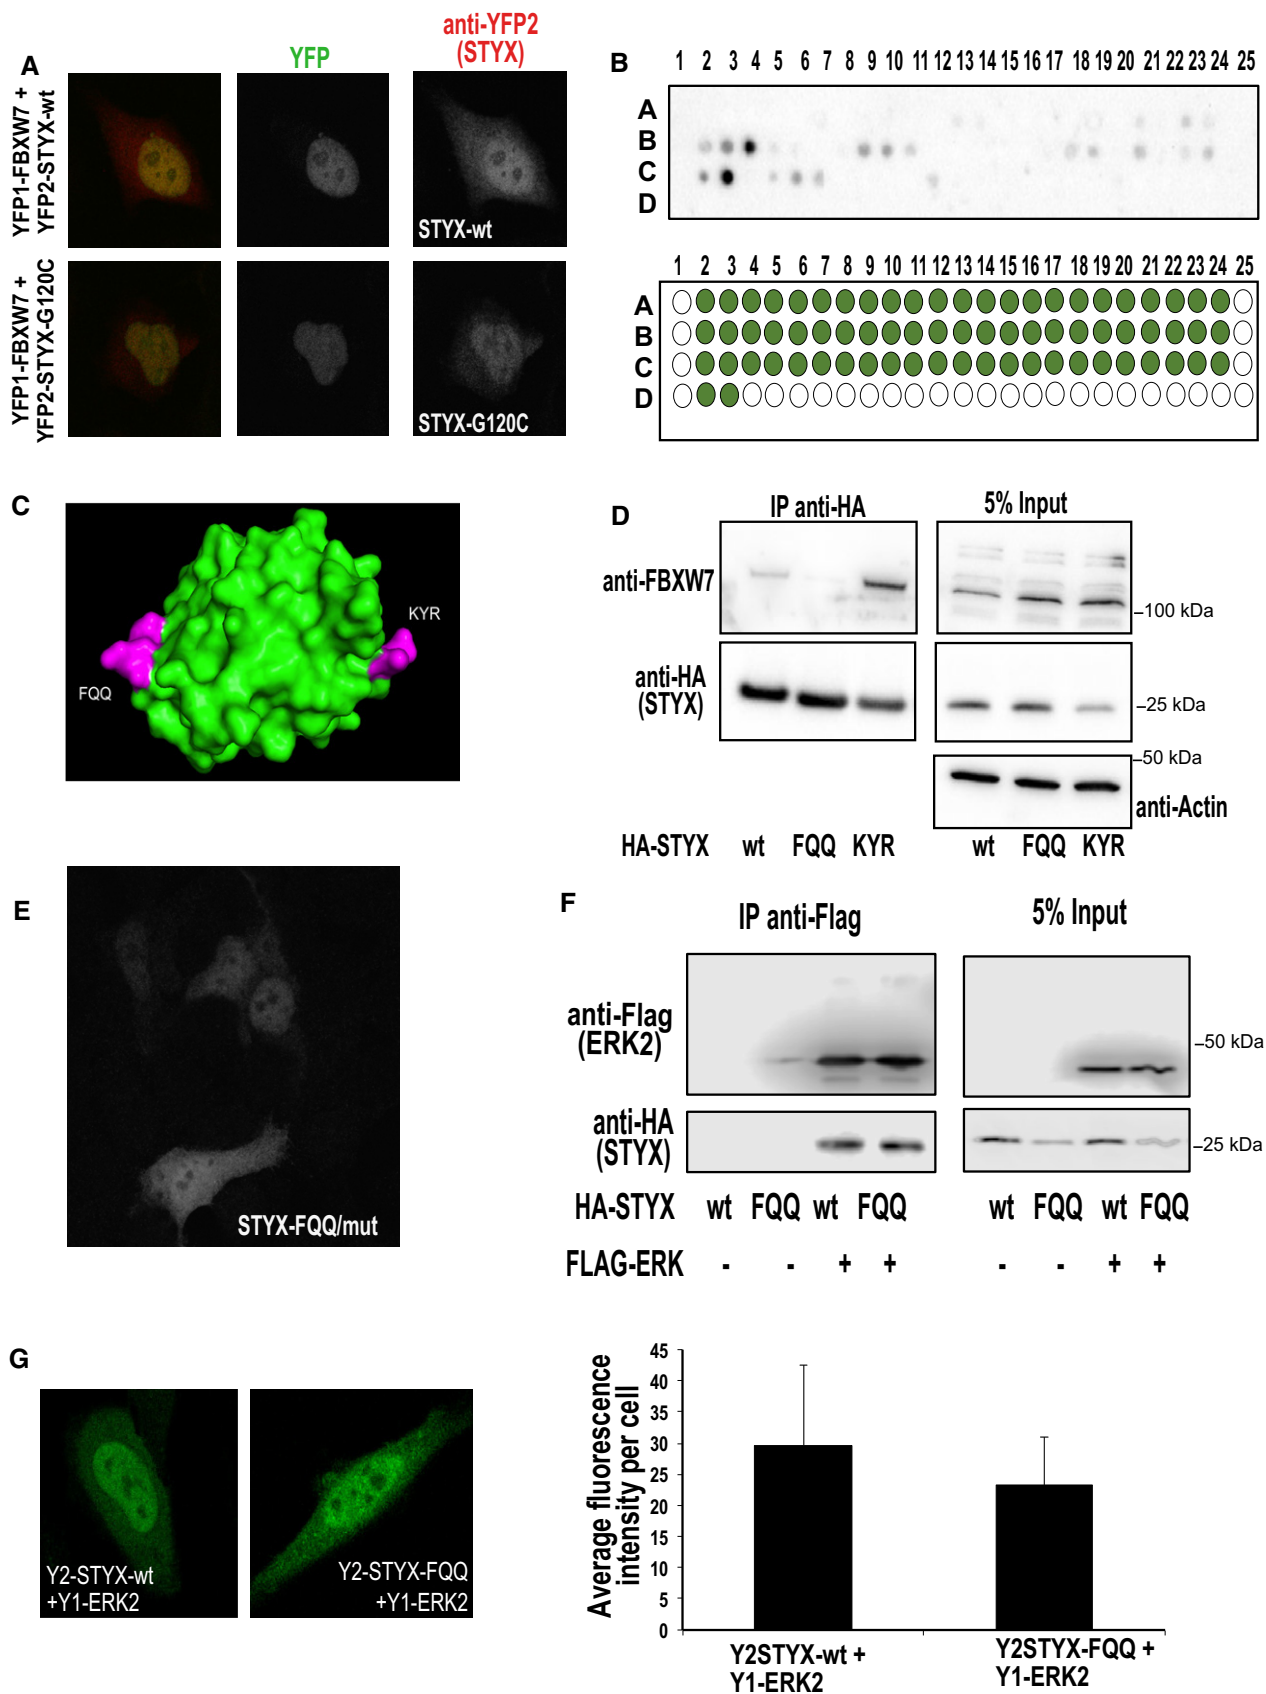 A
YFP
anti-YFP2
(STYX)
YFP1-FBXW7 +
YFP2-STYX-wt
STYX-wt
YFP1-FBXW7 +
YFP2-STYX-G120C
STYX-G120C
B
1 2 3 4 5 6 7 8 9 10 11 12 13 14 15 16 17 18 19 20 21 22 23 24 25
A
B
C
D
1 2 3 4 5 6 7 8 9 10 11 12 13 14 15 16 17 18 19 20 21 22 23 24 25
A
B
C
D
C
FQQ
KYR
D
IP anti-HA
5% Input
anti-FBXW7
–100 kDa
anti-HA
(STYX)
–25 kDa
–50 kDa
anti-Actin
HA-STYX wt FQQ KYR wt FQQ KYR
E
STYX-FQQ/mut
F
IP anti-Flag
5% Input
anti-Flag
(ERK2)
–50 kDa
anti-HA
(STYX)
–25 kDa
HA-STYX wt FQQ wt FQQ wt FQQ wt FQQ
FLAG-ERK - - + + - - + +
G
Y2-STYX-wt
+Y1-ERK2
Y2-STYX-FQQ
+Y1-ERK2
Average fluorescence
intensity per cell
45
40
35
30
25
20
15
10
5
0
Y2STYX-wt +
Y1-ERK2
Y2STYX-FQQ +
Y1-ERK2